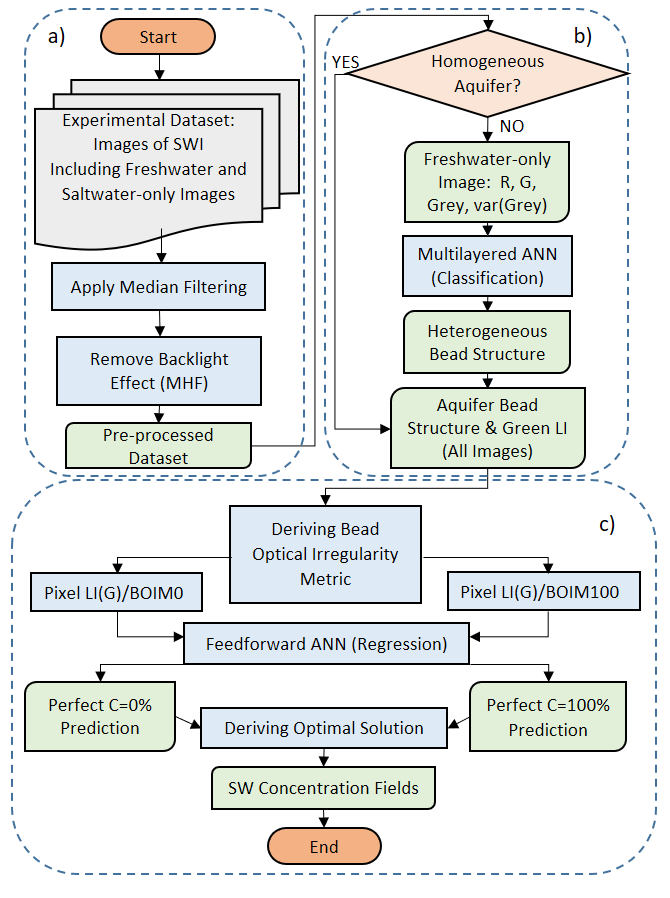 a)
Start
Experimental Dataset:
Images of SWI
Including Freshwater and
Saltwater-only Images
Apply Median Filtering
Remove Backlight
Effect (MHF)
Pre-processed
Dataset
b)
Homogeneous
Aquifer?
YES
NO
Freshwater-only
Image:  R, G,
Grey, var(Grey)
Multilayered ANN
(Classification)
Heterogeneous
Bead Structure
Aquifer Bead
Structure & Green LI
(All Images)
c)
Deriving Bead
Optical Irregularity
Metric
Pixel LI(G)/BOIM0
Pixel LI(G)/BOIM100
Feedforward ANN (Regression)
Perfect C=0%
Prediction
Perfect C=100%
Prediction
Deriving Optimal Solution
SW Concentration Fields
End